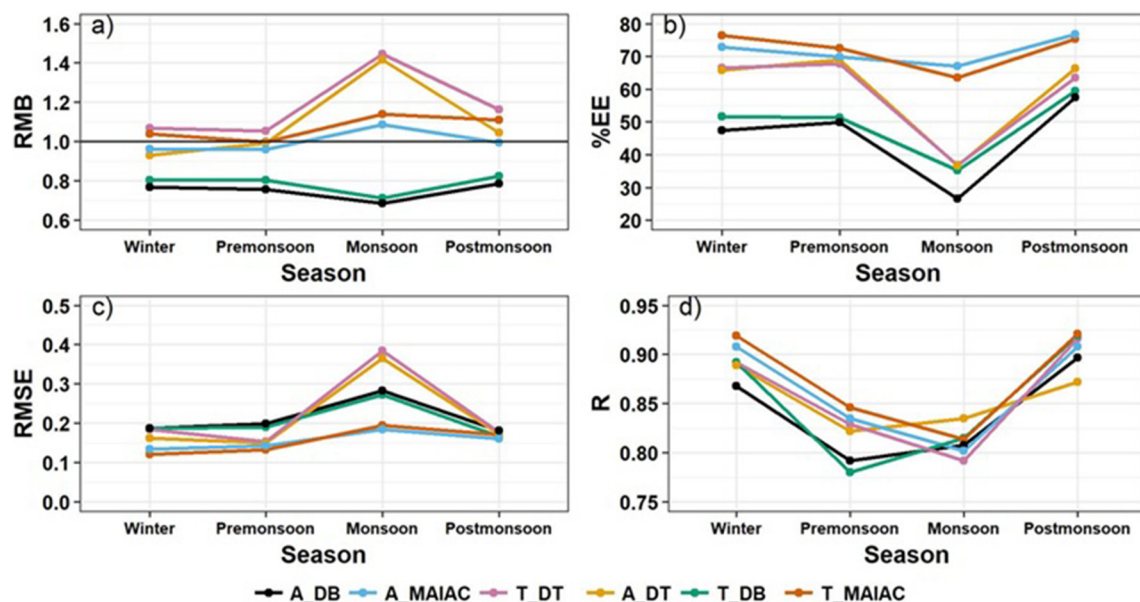 a)
RMB
1.6
1.4
1.2
1.0
0.8
0.6
Winter Premonsoon Monsoon Postmonsoon
Season
b)
%EE
80
70
60
50
40
30
20
Winter Premonsoon Monsoon Postmonsoon
Season
c)
RMSE
0.5
0.4
0.3
0.2
0.1
0.0
Winter Premonsoon Monsoon Postmonsoon
Season
d)
R
0.95
0.90
0.85
0.80
0.75
Winter Premonsoon Monsoon Postmonsoon
Season
A_DB A_MAIAC T_DT A_DT T_DB T_MAIAC